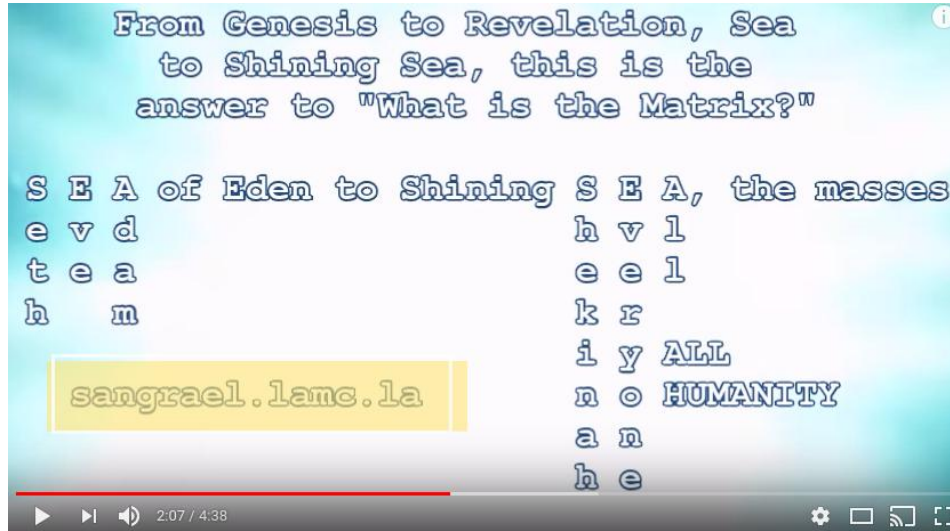 From Genesis to Revelation, Sea
to Shining Sea, this is the
answer to "What is the Matrix?"
S E A of Eden to Shining S E A, the masses
e v d h v l
t e a e e l
h m k r
i y ALL
sangrael.lamc.la n o HUMANITY
a n
h e
2:07 / 4:38